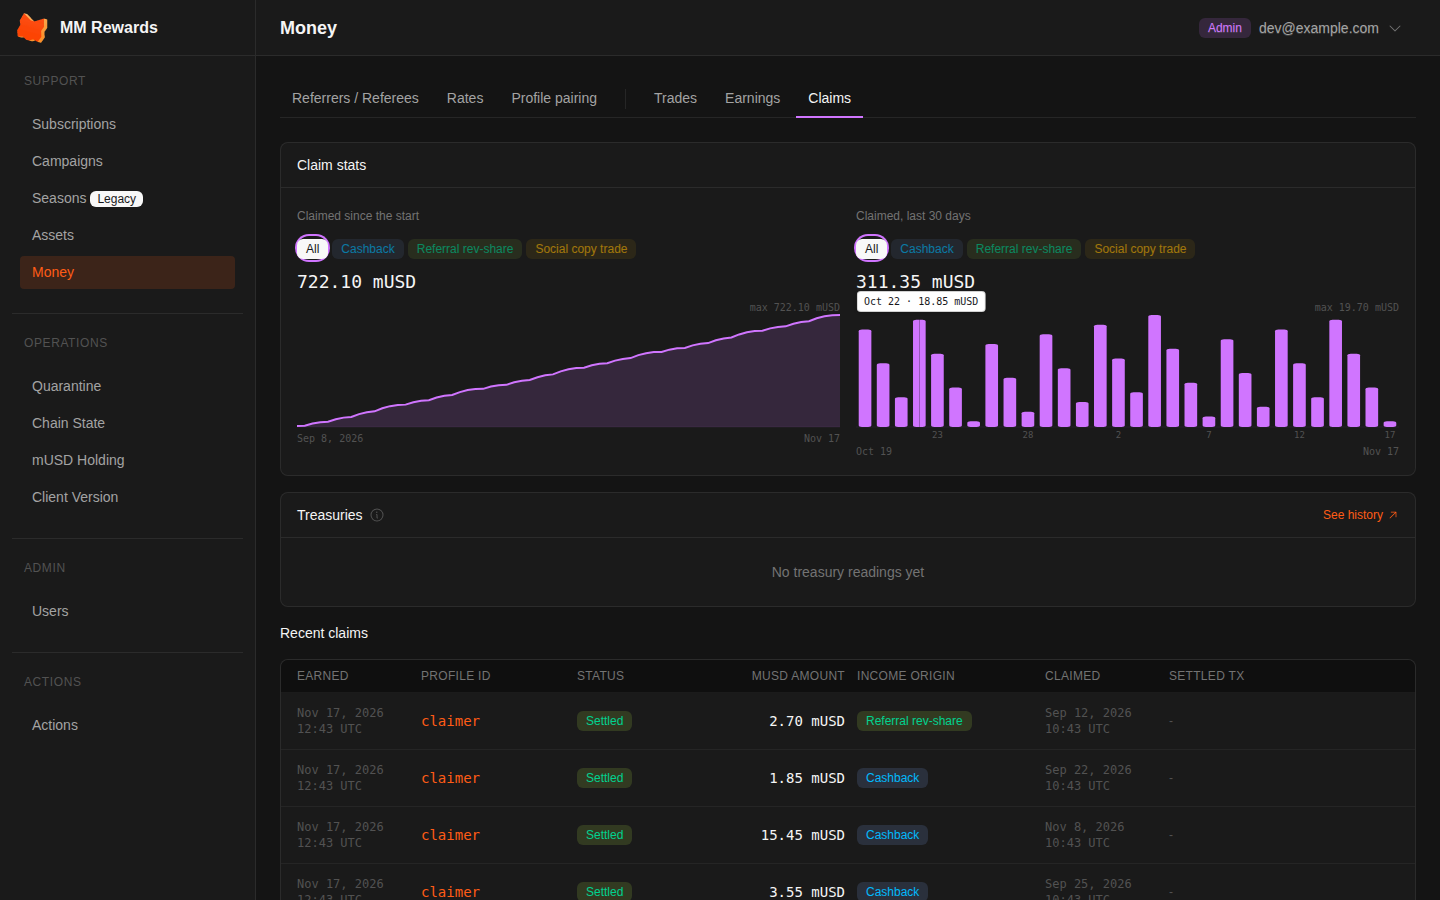 MM Rewards
Money
Admin dev@example.com
SUPPORT
Subscriptions
Campaigns
Seasons Legacy
Assets
Money
OPERATIONS
Quarantine
Chain State
mUSD Holding
Client Version
ADMIN
Users
ACTIONS
Actions
Referrers / Referees Rates Profile pairing Trades Earnings Claims
Claim stats
Claimed since the start
All Cashback Referral rev-share Social copy trade
722.10 mUSD
max 722.10 mUSD
Sep 8, 2026 Nov 17
Claimed, last 30 days
All Cashback Referral rev-share Social copy trade
311.35 mUSD
Oct 22 · 18.85 mUSD
max 19.70 mUSD
23 28 2 7 12 17
Oct 19 Nov 17
Treasuries
See history
No treasury readings yet
Recent claims
EARNED PROFILE ID STATUS MUSD AMOUNT INCOME ORIGIN CLAIMED SETTLED TX
Nov 17, 2026 12:43 UTC claimer Settled 2.70 mUSD Referral rev-share Sep 12, 2026 10:43 UTC -
Nov 17, 2026 12:43 UTC claimer Settled 1.85 mUSD Cashback Sep 22, 2026 10:43 UTC -
Nov 17, 2026 12:43 UTC claimer Settled 15.45 mUSD Cashback Nov 8, 2026 10:43 UTC -
Nov 17, 2026 12:43 UTC claimer Settled 3.55 mUSD Cashback Sep 25, 2026 10:43 UTC -